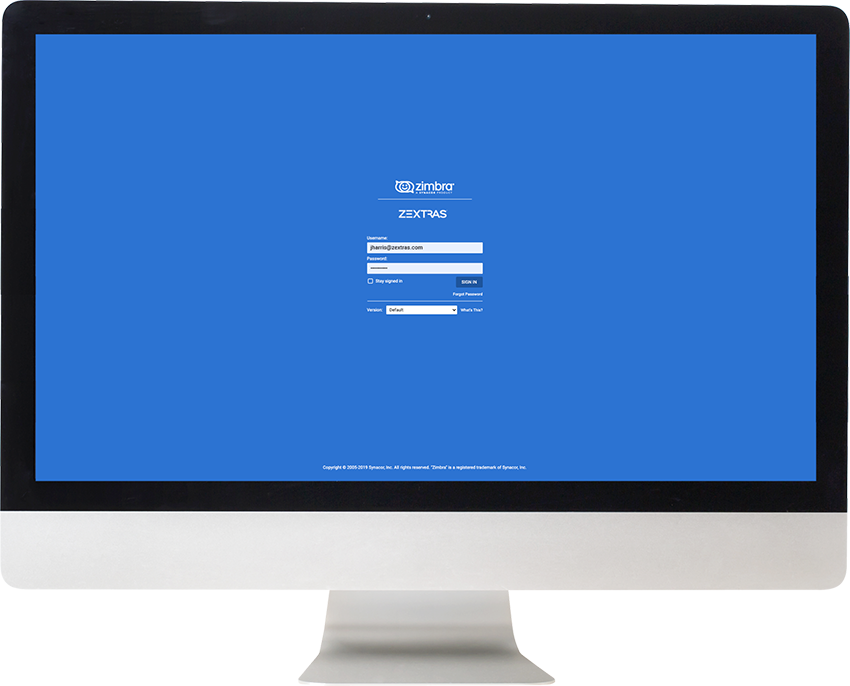 zimbra
A SYNACOR PRODUCT
ZEXTRAS
Username:
jharris@zextras.com
Password:
Stay signed in
SIGN IN
Forgot Password
Version:
Default
What's This?
Copyright © 2005-2019 Synacor, Inc. All rights reserved. "Zimbra" is a registered trademark of Synacor, Inc.